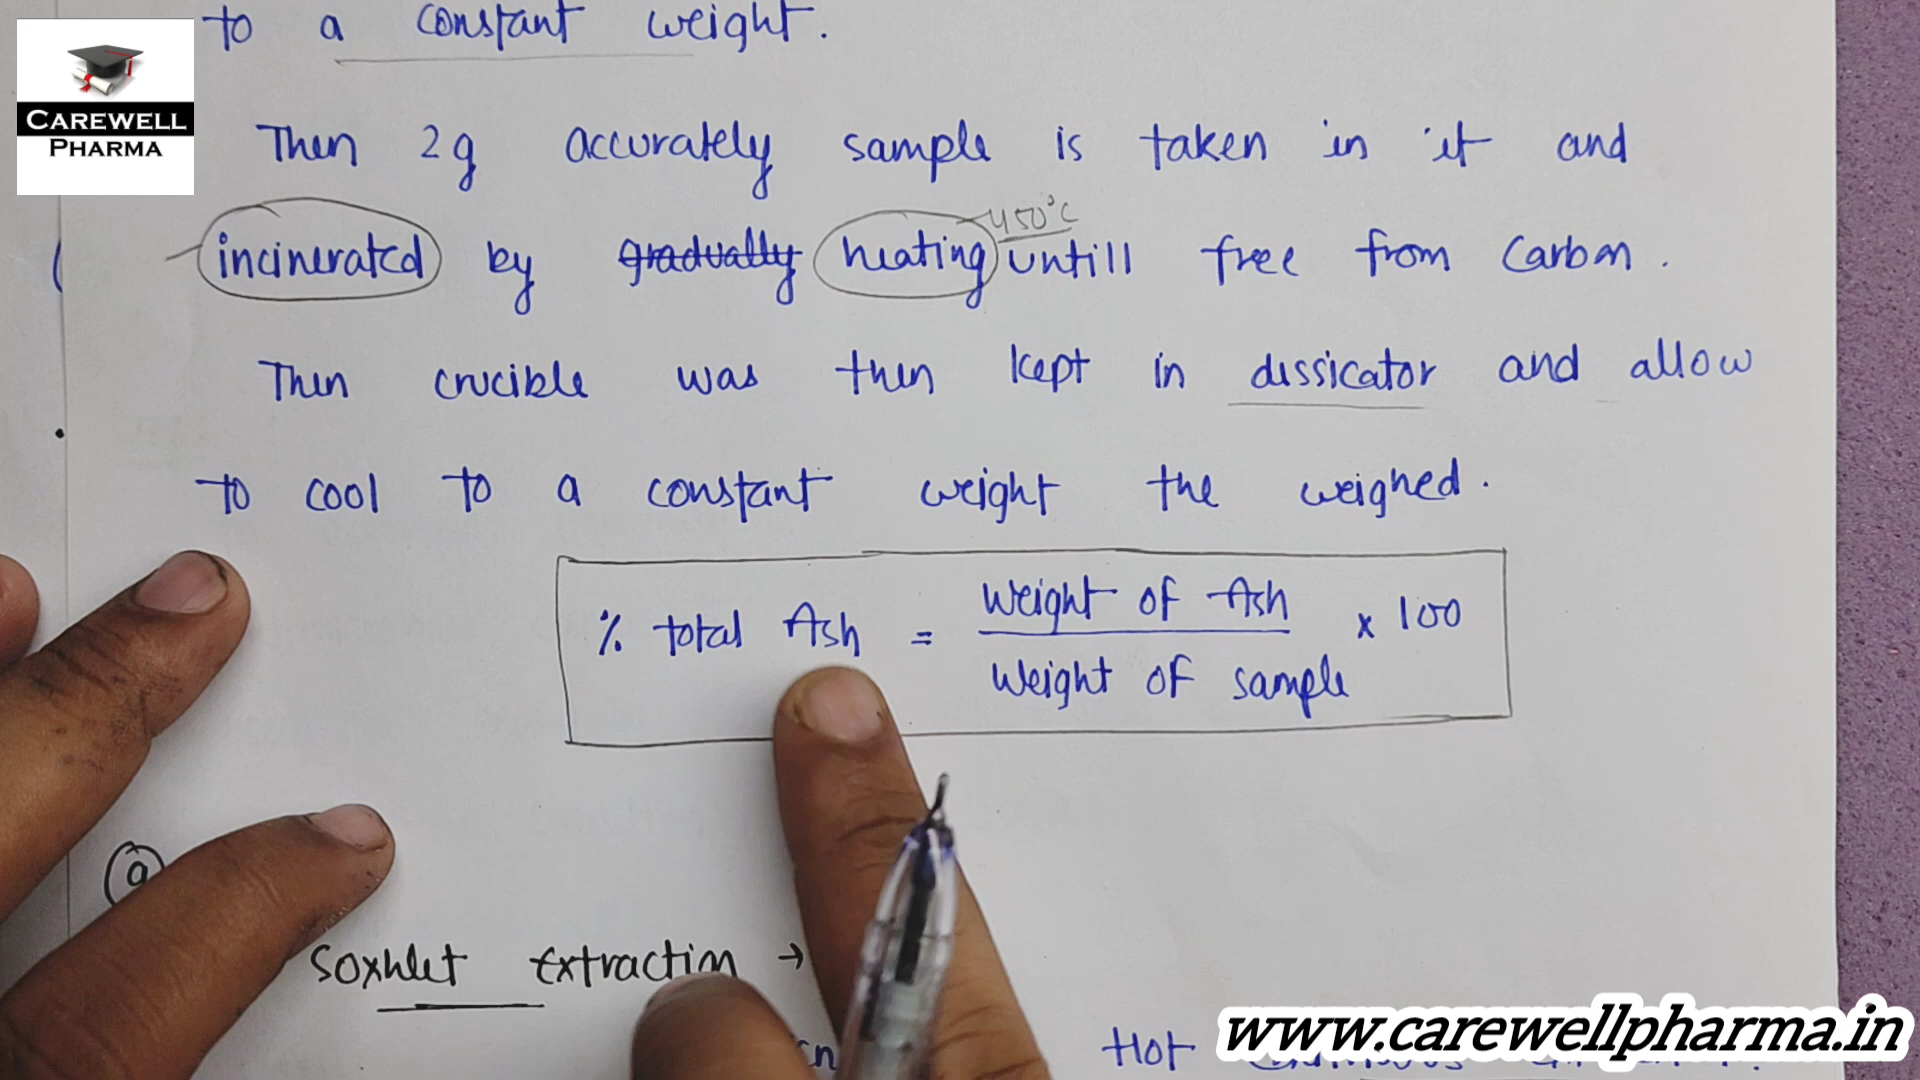 to a constant weight.
CAREWELL
PHARMA
Then 2g accurately sample is taken in it and
450°C
incinerated by gradually heating untill free from carbon.
Then crucible was then kept in dissicator and allow
to cool to a constant weight the weighed.
% total Ash = Weight of Ash / Weight of sample × 100
9
Soxhlet Extraction →
Hot
www.carewellpharma.in